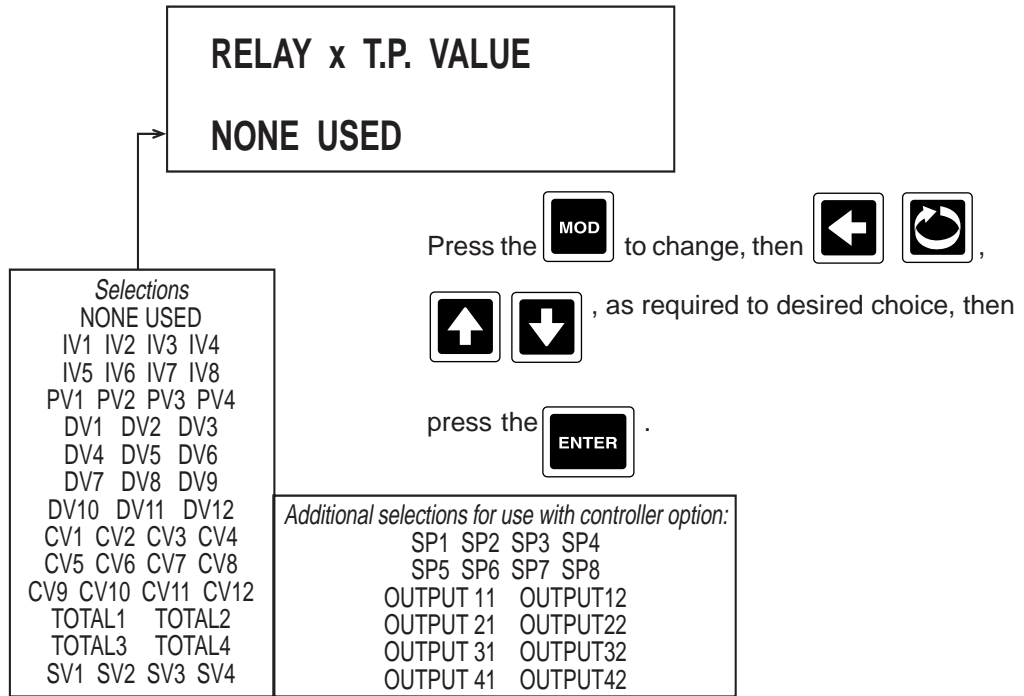 RELAY x T.P. VALUE
NONE USED
Press the MOD to change, then ,
, as required to desired choice, then
press the ENTER .
Selections
NONE USED
IV1 IV2 IV3 IV4
IV5 IV6 IV7 IV8
PV1 PV2 PV3 PV4
DV1 DV2 DV3
DV4 DV5 DV6
DV7 DV8 DV9
DV10 DV11 DV12
CV1 CV2 CV3 CV4
CV5 CV6 CV7 CV8
CV9 CV10 CV11 CV12
TOTAL1 TOTAL2
TOTAL3 TOTAL4
SV1 SV2 SV3 SV4
Additional selections for use with controller option:
SP1 SP2 SP3 SP4
SP5 SP6 SP7 SP8
OUTPUT 11 OUTPUT12
OUTPUT 21 OUTPUT22
OUTPUT 31 OUTPUT32
OUTPUT 41 OUTPUT42